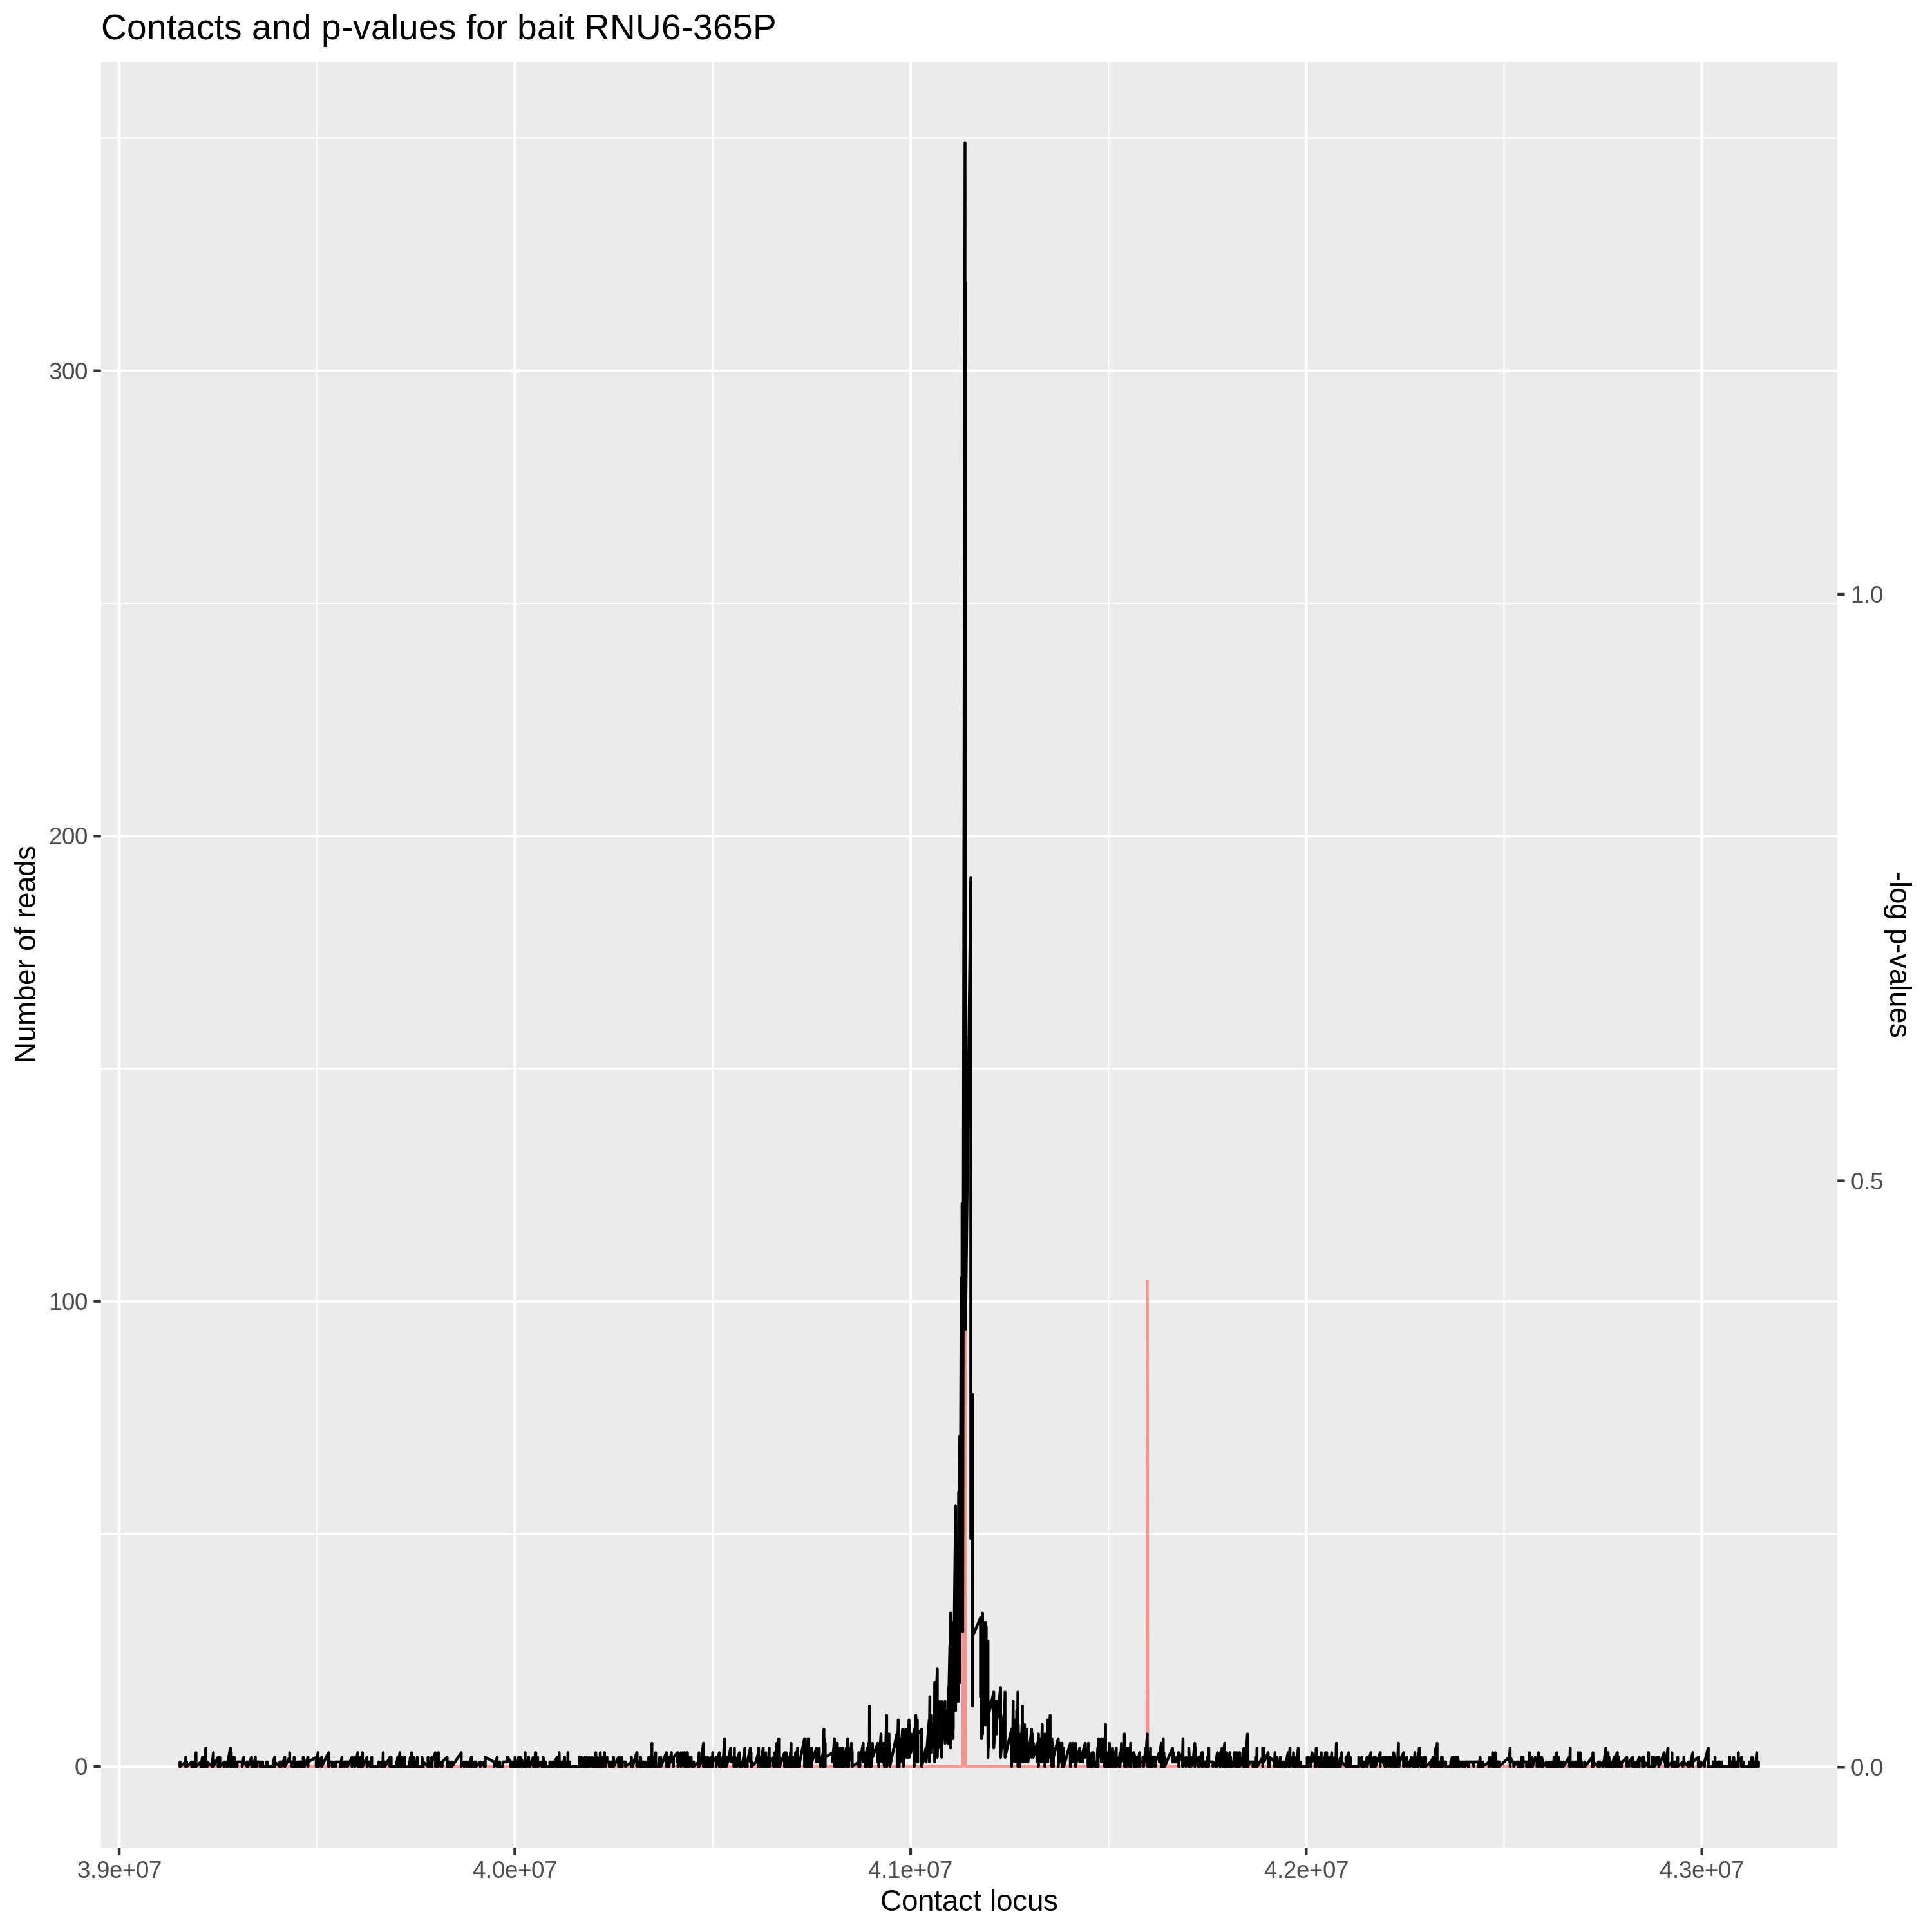 Contacts and p-values for bait RNU6-365P
300
200
100
0
Number of reads
1.0
0.5
0.0
-log p-values
3.9e+07 4.0e+07 4.1e+07 4.2e+07 4.3e+07
Contact locus